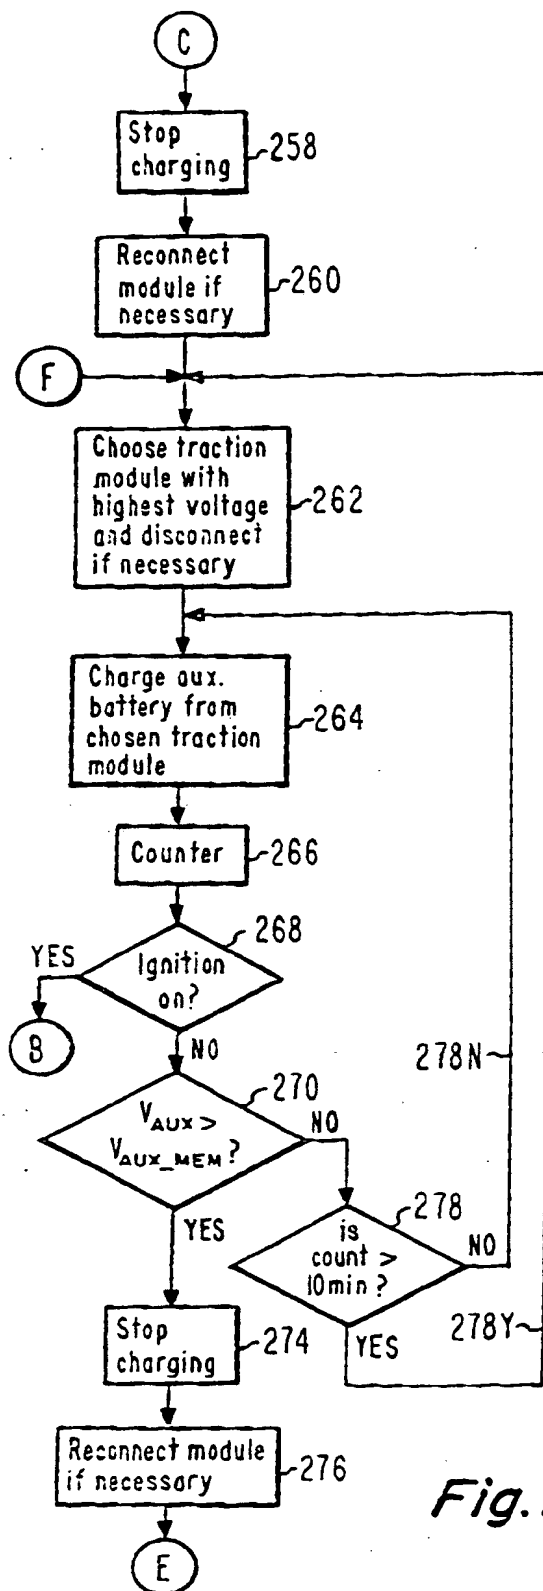 C
Stop
charging
258
Reconnect
module if
necessary
260
F
Choose traction
module with
highest voltage
and disconnect
if necessary
262
Charge aux.
battery from
chosen traction
module
264
Counter
266
268
YES
Ignition
on?
B
NO
278N
270
VAUX >
VAUX_MEM?
NO
YES
278
is
count >
10min?
NO
278Y
YES
Stop
charging
274
Reconnect module
if necessary
276
Fig.
E